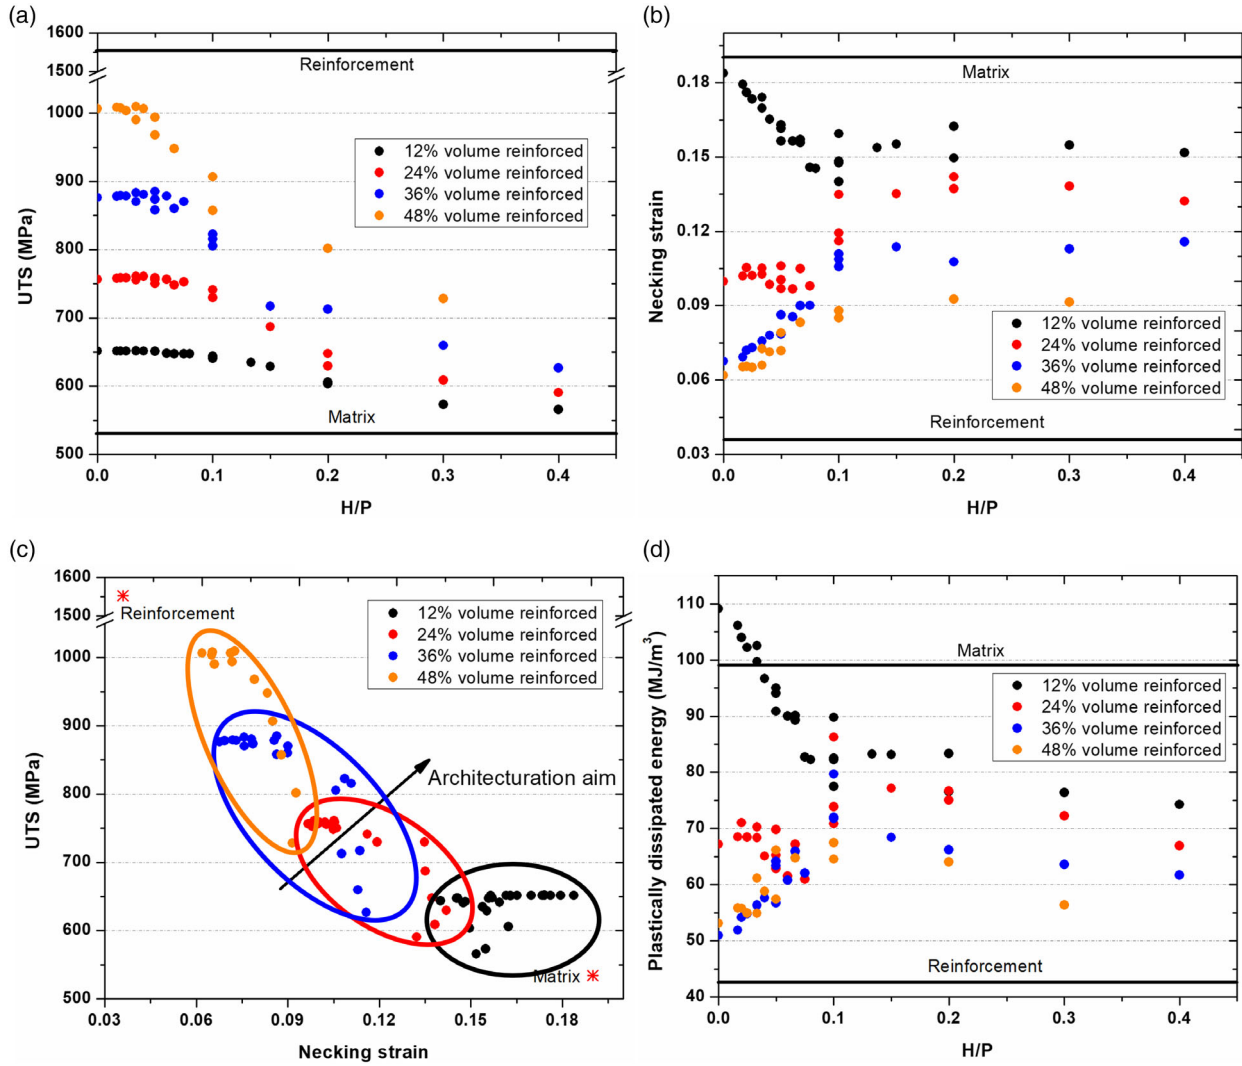 (a)
1600
1500
1000
900
800
700
600
500
UTS (MPa)
Reinforcement
12% volume reinforced
24% volume reinforced
36% volume reinforced
48% volume reinforced
Matrix
0.0 0.1 0.2 0.3 0.4
H/P
(b)
0.18
0.15
0.12
0.09
0.06
0.03
Necking strain
Matrix
12% volume reinforced
24% volume reinforced
36% volume reinforced
48% volume reinforced
Reinforcement
0.0 0.1 0.2 0.3 0.4
H/P
(c)
1600
1500
1000
900
800
700
600
500
UTS (MPa)
Reinforcement
12% volume reinforced
24% volume reinforced
36% volume reinforced
48% volume reinforced
Architecturation aim
Matrix
0.03 0.06 0.09 0.12 0.15 0.18
Necking strain
(d)
110
100
90
80
70
60
50
40
Plastically dissipated energy (MJ/m³)
Matrix
12% volume reinforced
24% volume reinforced
36% volume reinforced
48% volume reinforced
Reinforcement
0.0 0.1 0.2 0.3 0.4
H/P